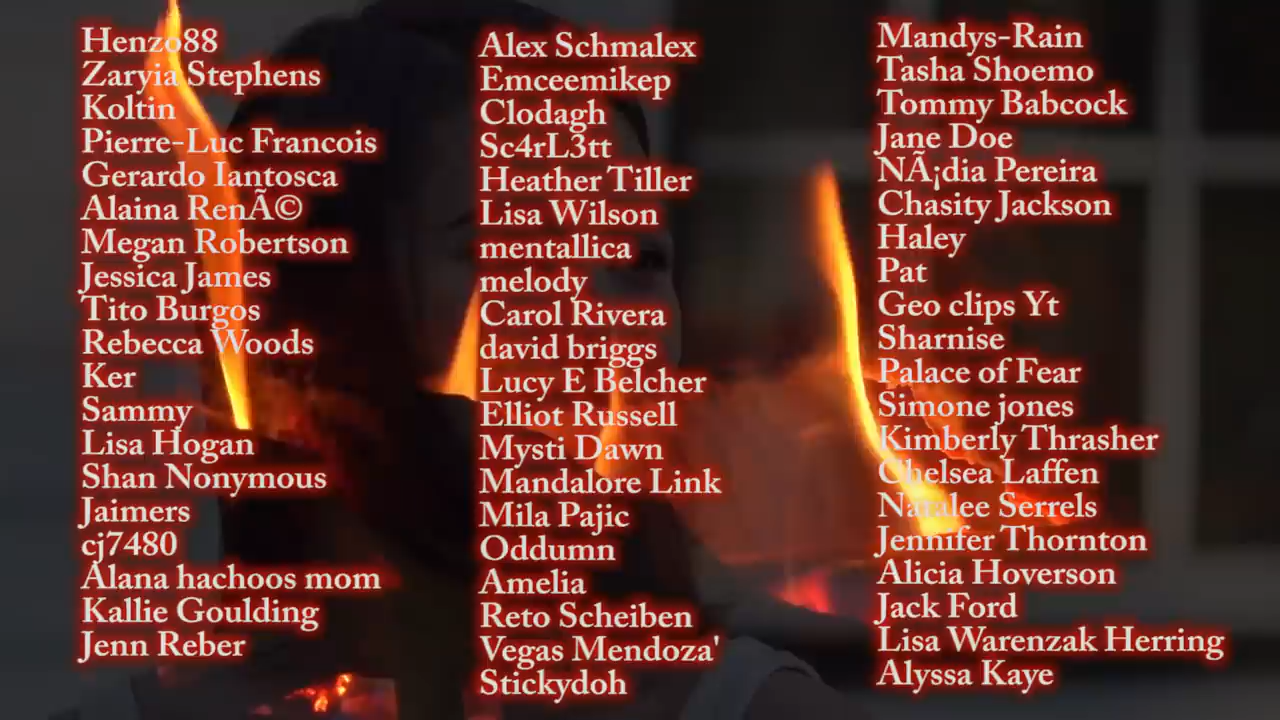 Henzo88
Zaryia Stephens
Koltin
Pierre-Luc Francois
Gerardo Iantosca
Alaina RenÃ©
Megan Robertson
Jessica James
Tito Burgos
Rebecca Woods
Ker
Sammy
Lisa Hogan
Shan Nonymous
Jaimers
cj7480
Alana hachoos mom
Kallie Goulding
Jenn Reber
Alex Schmalex
Emceemikep
Clodagh
Sc4rL3tt
Heather Tiller
Lisa Wilson
mentallica
melody
Carol Rivera
david briggs
Lucy E Belcher
Elliot Russell
Mysti Dawn
Mandalore Link
Mila Pajic
Oddumn
Amelia
Reto Scheiben
Vegas Mendoza'
Stickydoh
Mandys-Rain
Tasha Shoemo
Tommy Babcock
Jane Doe
NÃ¡dia Pereira
Chasity Jackson
Haley
Pat
Geo clips Yt
Sharnise
Palace of Fear
Simone jones
Kimberly Thrasher
Chelsea Laffen
Natalee Serrels
Jennifer Thornton
Alicia Hoverson
Jack Ford
Lisa Warenzak Herring
Alyssa Kaye